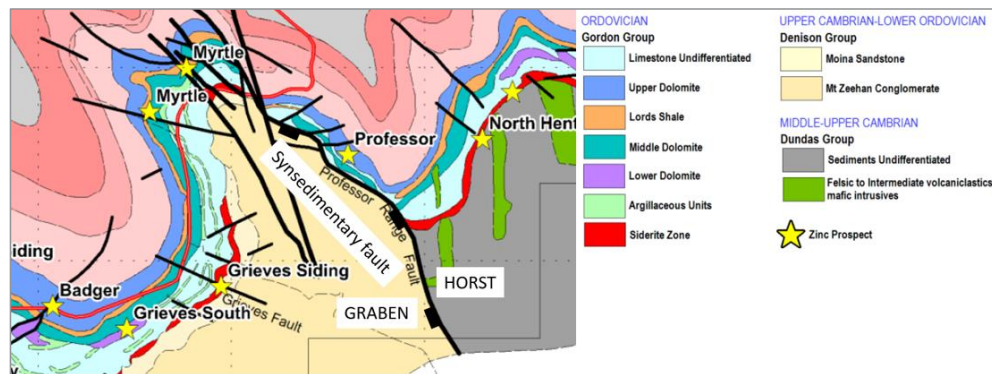 Myrtle
Myrtle
Professor
North Hent
Synsedimentary fault
Professor Range Fault
HORST
GRABEN
iding
Badger
Grieves Siding
Grieves South
Grieves Fault
y
ORDOVICIAN
Gordon Group
Limestone Undifferentiated
Upper Dolomite
Lords Shale
Middle Dolomite
Lower Dolomite
Argillaceous Units
Siderite Zone
UPPER CAMBRIAN-LOWER ORDOVICIAN
Denison Group
Moina Sandstone
Mt Zeehan Conglomerate
MIDDLE-UPPER CAMBRIAN
Dundas Group
Sediments Undifferentiated
Felsic to Intermediate volcaniclastics
mafic intrusives
Zinc Prospect